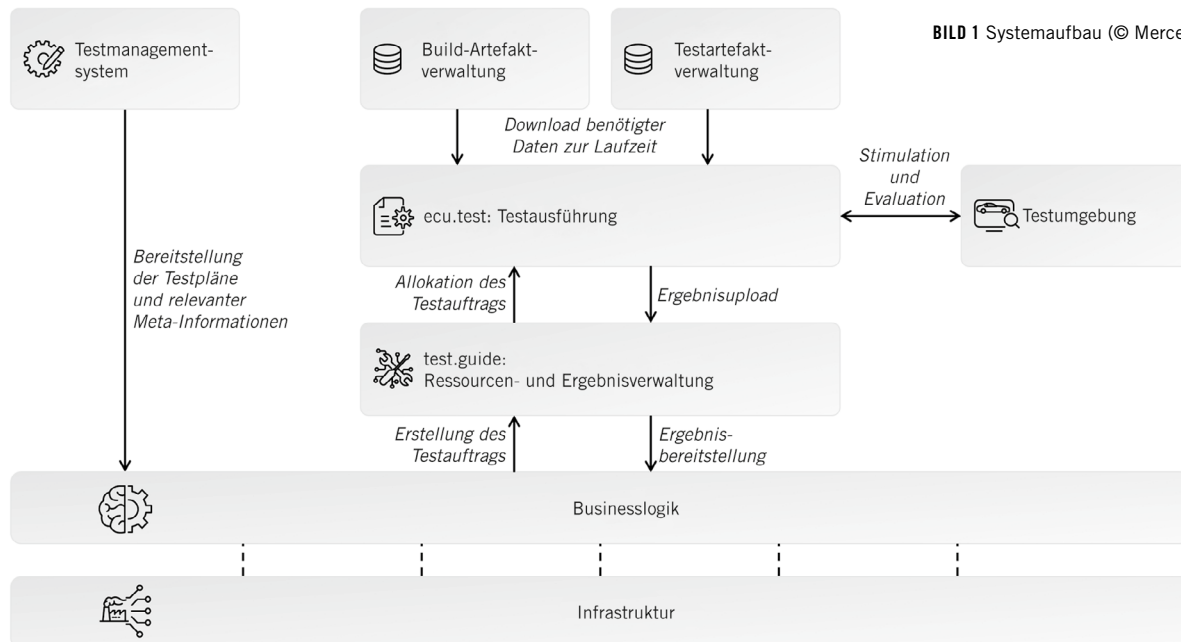 BILD 1 Systemaufbau (© Merce
Testmanagement-
system
Build-Artefakt-
verwaltung
Testartefakt-
verwaltung
Download benötigter
Daten zur Laufzeit
Stimulation
und
Evaluation
ecu.test: Testausführung
Testumgebung
Bereitstellung
der Testpläne
und relevanter
Meta-Informationen
Allokation des
Testauftrags
Ergebnisupload
test.guide:
Ressourcen- und Ergebnisverwaltung
Erstellung des
Testauftrags
Ergebnis-
bereitstellung
Businesslogik
Infrastruktur